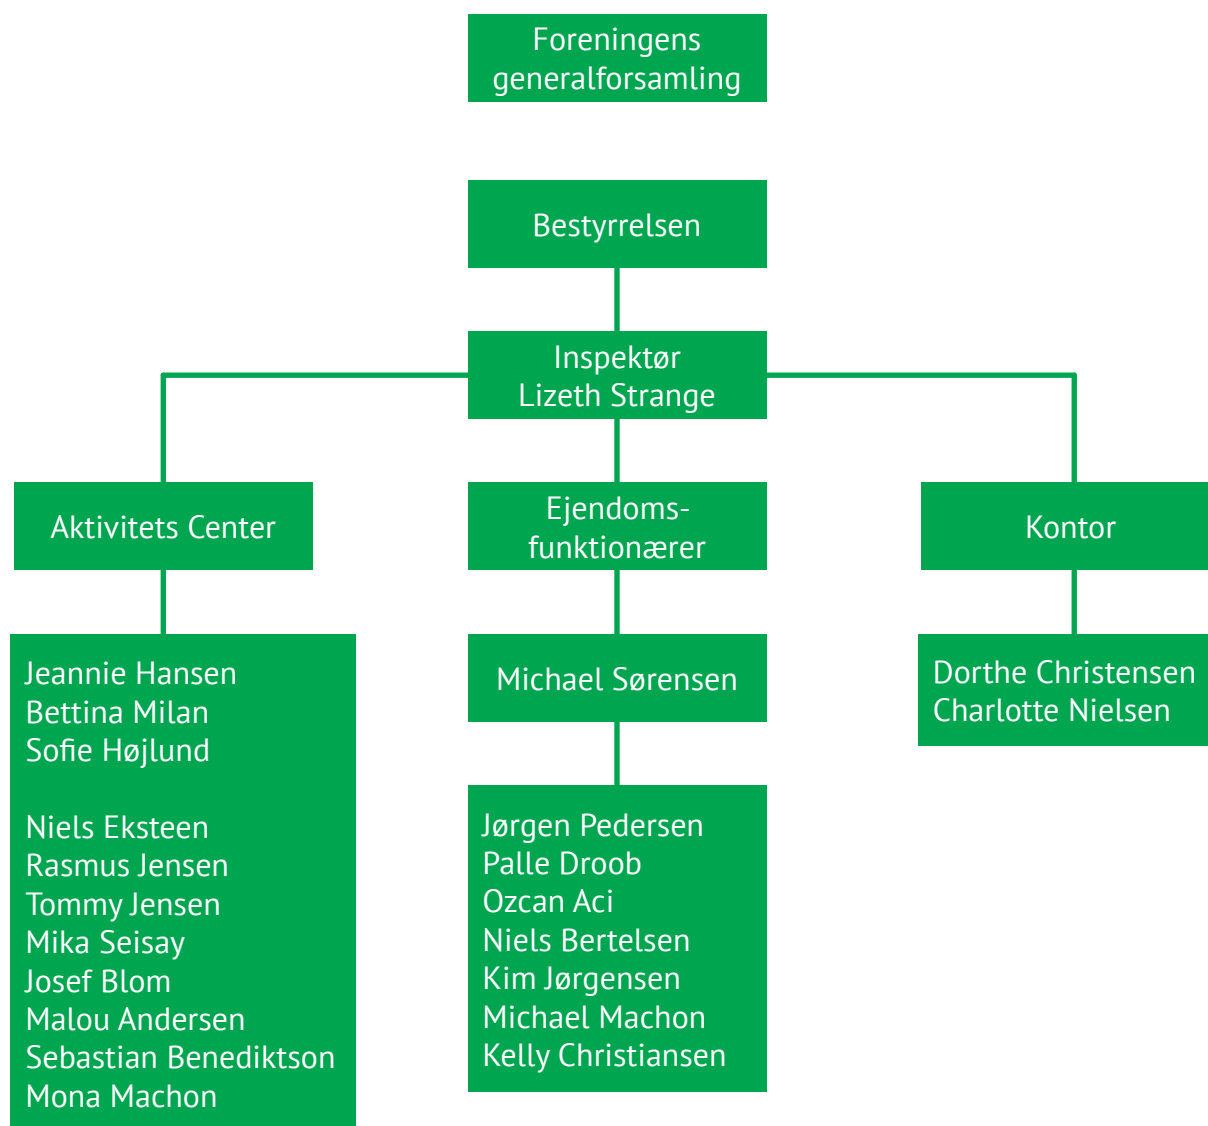 Foreningens
generalforsamling
Bestyrrelsen
Inspektør
Lizeth Strange
Aktivitets Center
Ejendoms-
funktionærer
Kontor
Jeannie Hansen
Bettina Milan
Sofie Højlund
Niels Eksteen
Rasmus Jensen
Tommy Jensen
Mika Seisay
Josef Blom
Malou Andersen
Sebastian Benediktson
Mona Machon
Michael Sørensen
Jørgen Pedersen
Palle Droob
Ozcan Aci
Niels Bertelsen
Kim Jørgensen
Michael Machon
Kelly Christiansen
Dorthe Christensen
Charlotte Nielsen